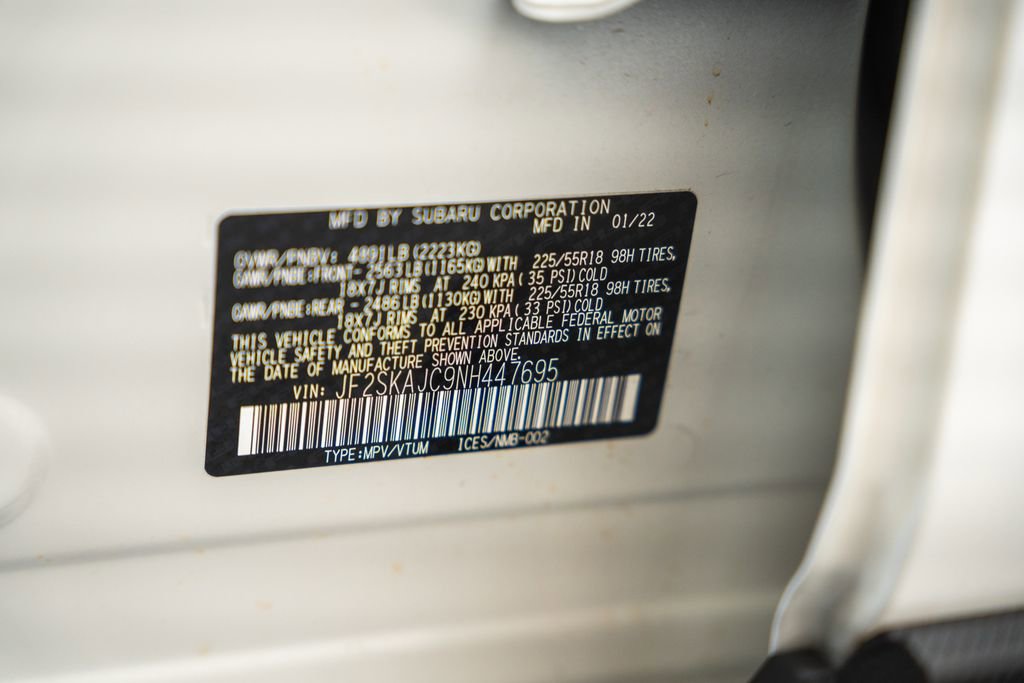 MFD BY SUBARU CORPORATION
MFD IN 01/22
GVWR/PNBV: 4901LB(2223KG)
GAWR/PNBE:FRONT- 2563LB(1165KG)WITH 225/55R18 98H TIRES,
18X7J RIMS AT 240 KPA( 35 PSI)COLD
GAWR/PNBE:REAR - 2486LB(1130KG)WITH 225/55R18 98H TIRES,
18X7J RIMS AT 230 KPA( 33 PSI)COLD
THIS VEHICLE CONFORMS TO ALL APPLICABLE FEDERAL MOTOR
VEHICLE SAFETY AND THEFT PREVENTION STANDARDS IN EFFECT ON
THE DATE OF MANUFACTURE SHOWN ABOVE.
VIN: JF2SKAJC9NH447695
TYPE:MPV/VTUM ICES/NMB-002